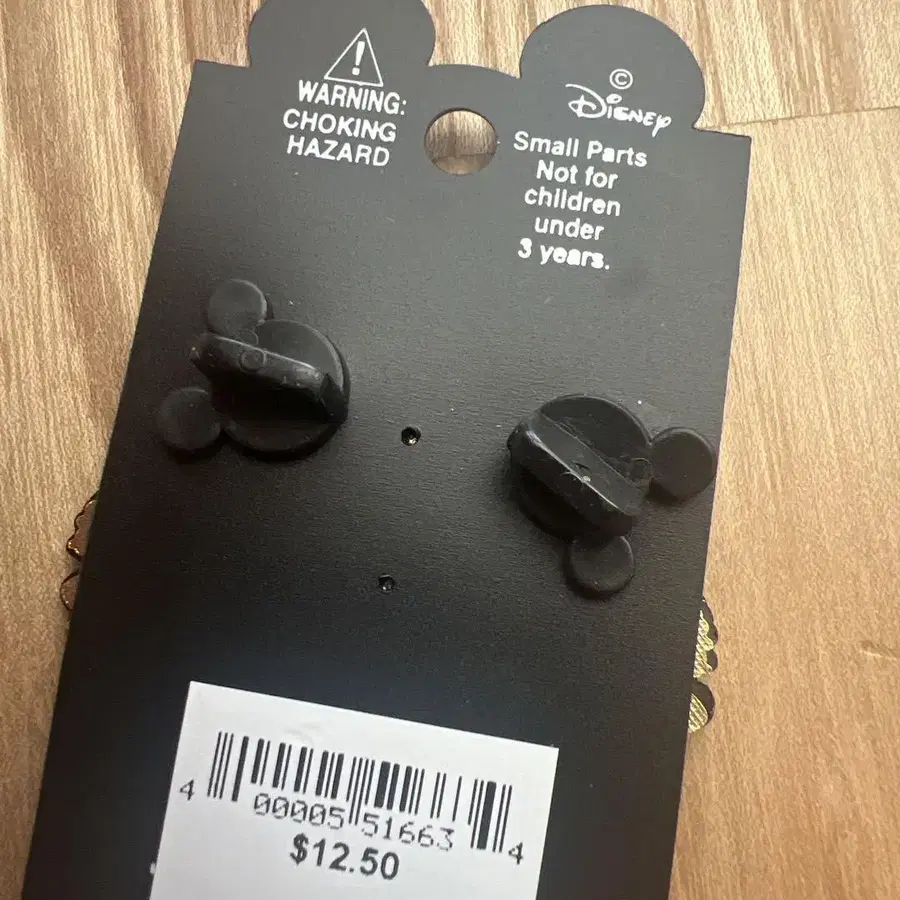 WARNING:
CHOKING
HAZARD
©
Disney
Small Parts
Not for
children
under
3 years.
4 00005 51663 4
$12.50